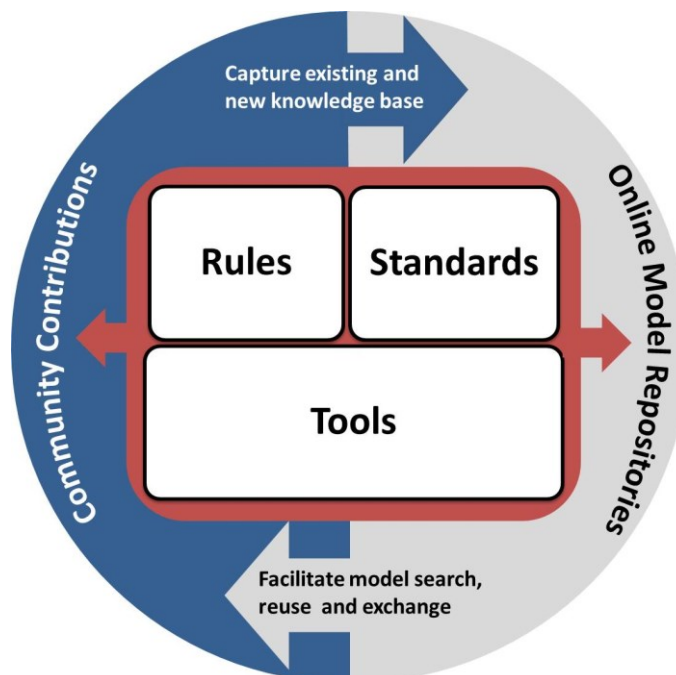 Capture existing and
new knowledge base
Community Contributions
Online Model Repositories
Rules
Standards
Tools
Facilitate model search,
reuse and exchange